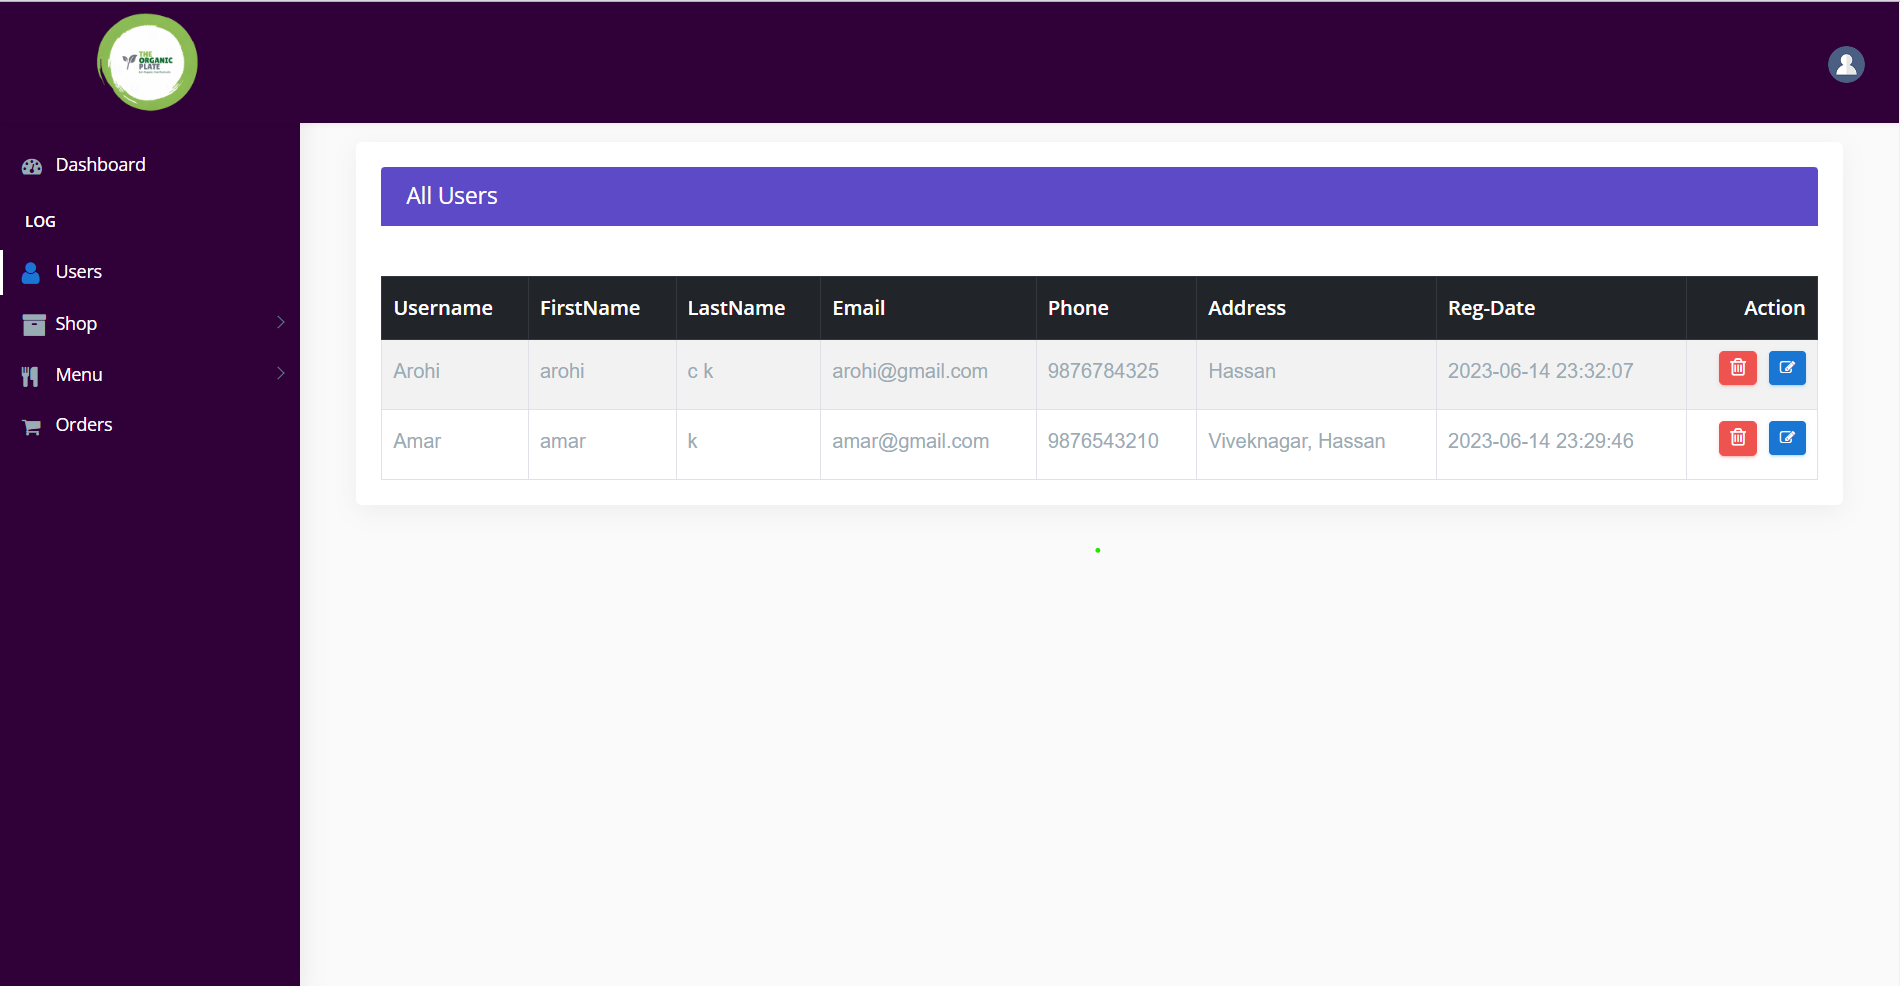 THE
ORGANIC
PLATE
Dashboard
LOG
Users
Shop
Menu
Orders
All Users
Username FirstName LastName Email Phone Address Reg-Date Action
Arohi arohi c k arohi@gmail.com 9876784325 Hassan 2023-06-14 23:32:07
Amar amar k amar@gmail.com 9876543210 Viveknagar, Hassan 2023-06-14 23:29:46